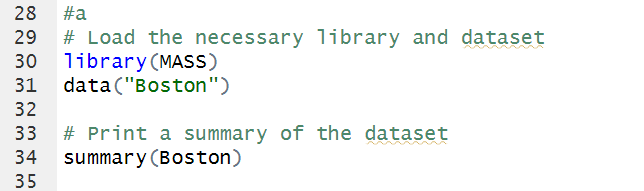 28 #a
29 # Load the necessary library and dataset
30 library(MASS)
31 data("Boston")
32
33 # Print a summary of the dataset
34 summary(Boston)
35